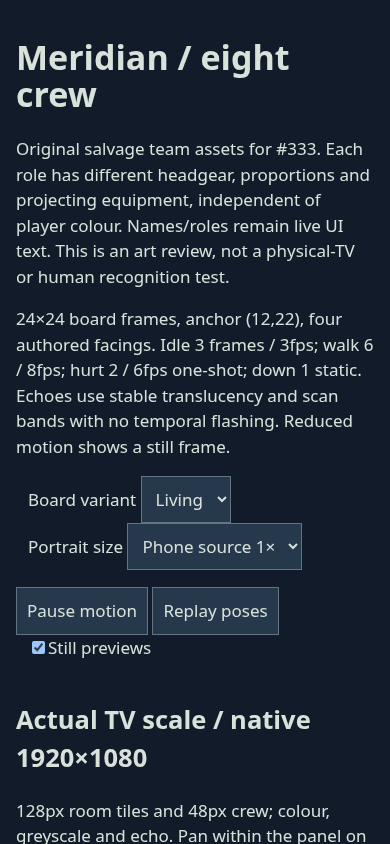 Meridian / eight
crew
Original salvage team assets for #333. Each
role has different headgear, proportions and
projecting equipment, independent of
player colour. Names/roles remain live UI
text. This is an art review, not a physical-TV
or human recognition test.
24×24 board frames, anchor (12,22), four
authored facings. Idle 3 frames / 3fps; walk 6
/ 8fps; hurt 2 / 6fps one-shot; down 1 static.
Echoes use stable translucency and scan
bands with no temporal flashing. Reduced
motion shows a still frame.
Board variant Living
Portrait size Phone source 1×
Pause motion Replay poses
Still previews
Actual TV scale / native
1920×1080
128px room tiles and 48px crew; colour,
greyscale and echo. Pan within the panel on